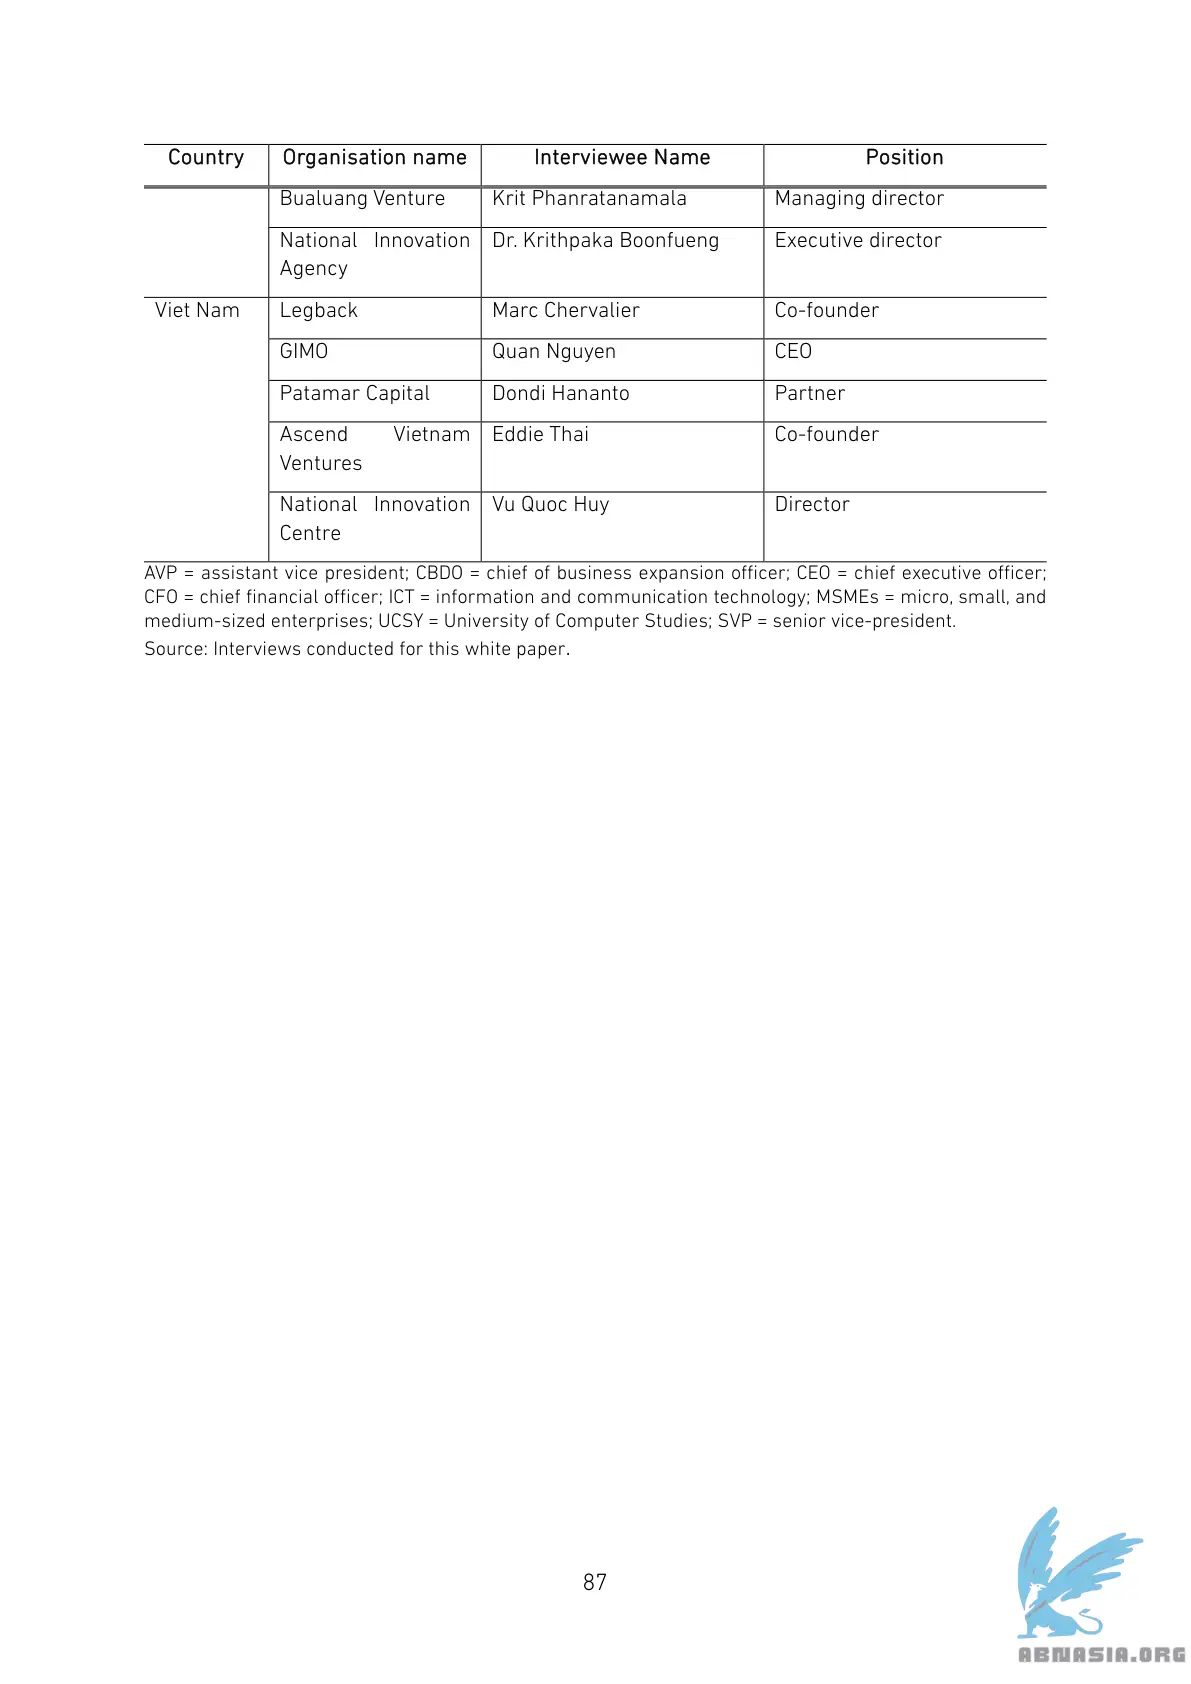 Country Organisation name Interviewee Name Position
Bualuang Venture Krit Phanratanamala Managing director
National Innovation Dr. Krithpaka Boonfueng Executive director
Agency
Viet Nam Legback Marc Chervalier Co-founder
GIMO Quan Nguyen CEO
Patamar Capital Dondi Hananto Partner
Ascend Vietnam Eddie Thai Co-founder
Ventures
National Innovation Vu Quoc Huy Director
Centre
AVP = assistant vice president; CBDO = chief of business expansion officer; CEO = chief executive officer;
CFO = chief financial officer; ICT = information and communication technology; MSMEs = micro, small, and
medium-sized enterprises; UCSY = University of Computer Studies; SVP = senior vice-president.
Source: Interviews conducted for this white paper.
87
ABNASIA.ORG